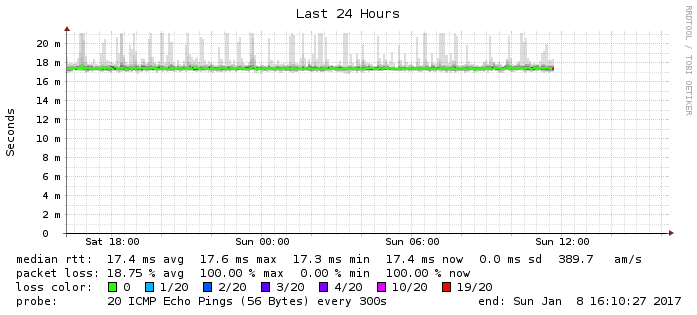 Last 24 Hours
RRDTOOL / TOBI OETIKER
Seconds
20 m
18 m
16 m
14 m
12 m
10 m
8 m
6 m
4 m
2 m
0
Sat 18:00 Sun 00:00 Sun 06:00 Sun 12:00
median rtt: 17.4 ms avg 17.6 ms max 17.3 ms min 17.4 ms now 0.0 ms sd 389.7 am/s
packet loss: 18.75 % avg 100.00 % max 0.00 % min 100.00 % now
loss color: 0 1/20 2/20 3/20 4/20 10/20 19/20
probe: 20 ICMP Echo Pings (56 Bytes) every 300s end: Sun Jan 8 16:10:27 2017